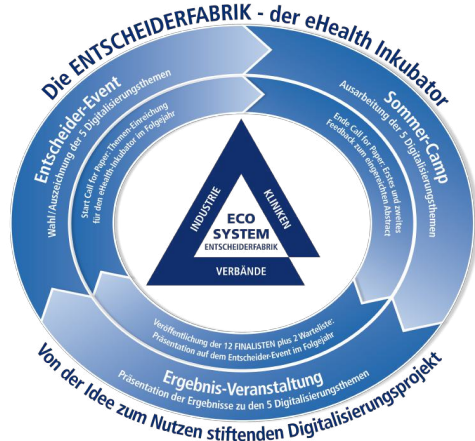 Die ENTSCHEIDERFABRIK - der eHealth Inkubator
Entscheider-Event
Wahl/Auszeichnung der 5 Digitalisierungsthemen
Start Call for Paper: Themen-Einreichung
für den eHealth-Inkubator im Folgejahr
Sommer-Camp
Ausarbeitung der 5 Digitalisierungsthemen
Ende Call for Paper: Erstes und zweites
Feedback zum eingereichten Abstract
INDUSTRIE
KLINIKEN
ECO
SYSTEM
ENTSCHEIDERFABRIK
VERBÄNDE
Veröffentlichung der 12 FINALISTEN plus 2 Warteliste:
Präsentation auf dem Entscheider-Event im Folgejahr
Ergebnis-Veranstaltung
Präsentation der Ergebnisse zu den 5 Digitalisierungsthemen
Von der Idee zum Nutzen stiftenden Digitalisierungsprojekt